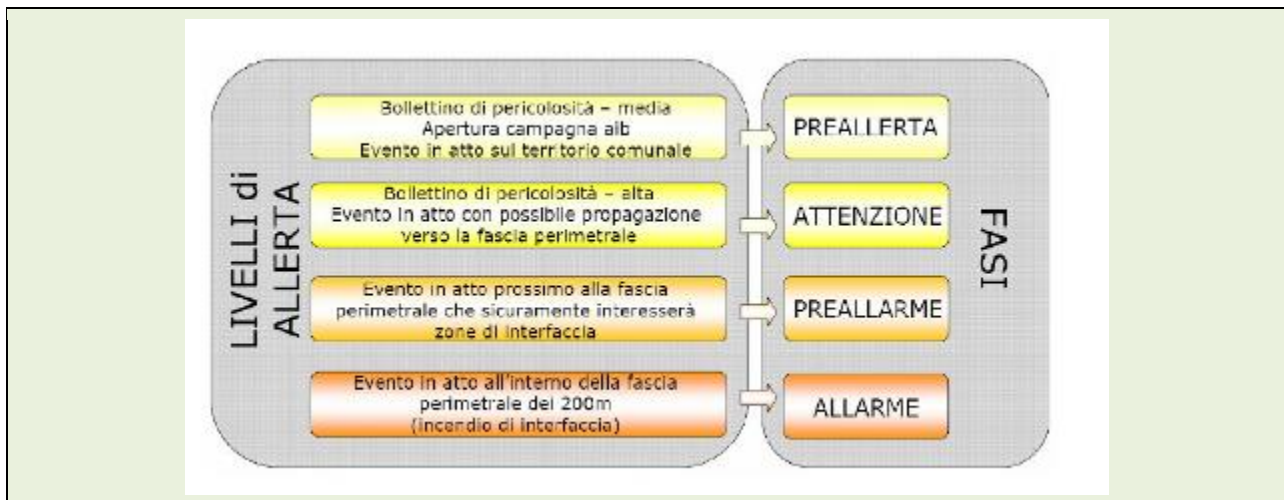 LIVELLI di
ALLERTA
Bollettino di pericolosità – media
Apertura campagna aib
Evento in atto sul territorio comunale
PREALLERTA
Bollettino di pericolosità – alta
Evento in atto con possibile propagazione
verso la fascia perimetrale
ATTENZIONE
Evento in atto prossimo alla fascia
perimetrale che sicuramente interesserà
zone di interfaccia
PREALLARME
Evento in atto all'interno della fascia
perimetrale dei 200m
(incendio di interfaccia)
ALLARME
FASI